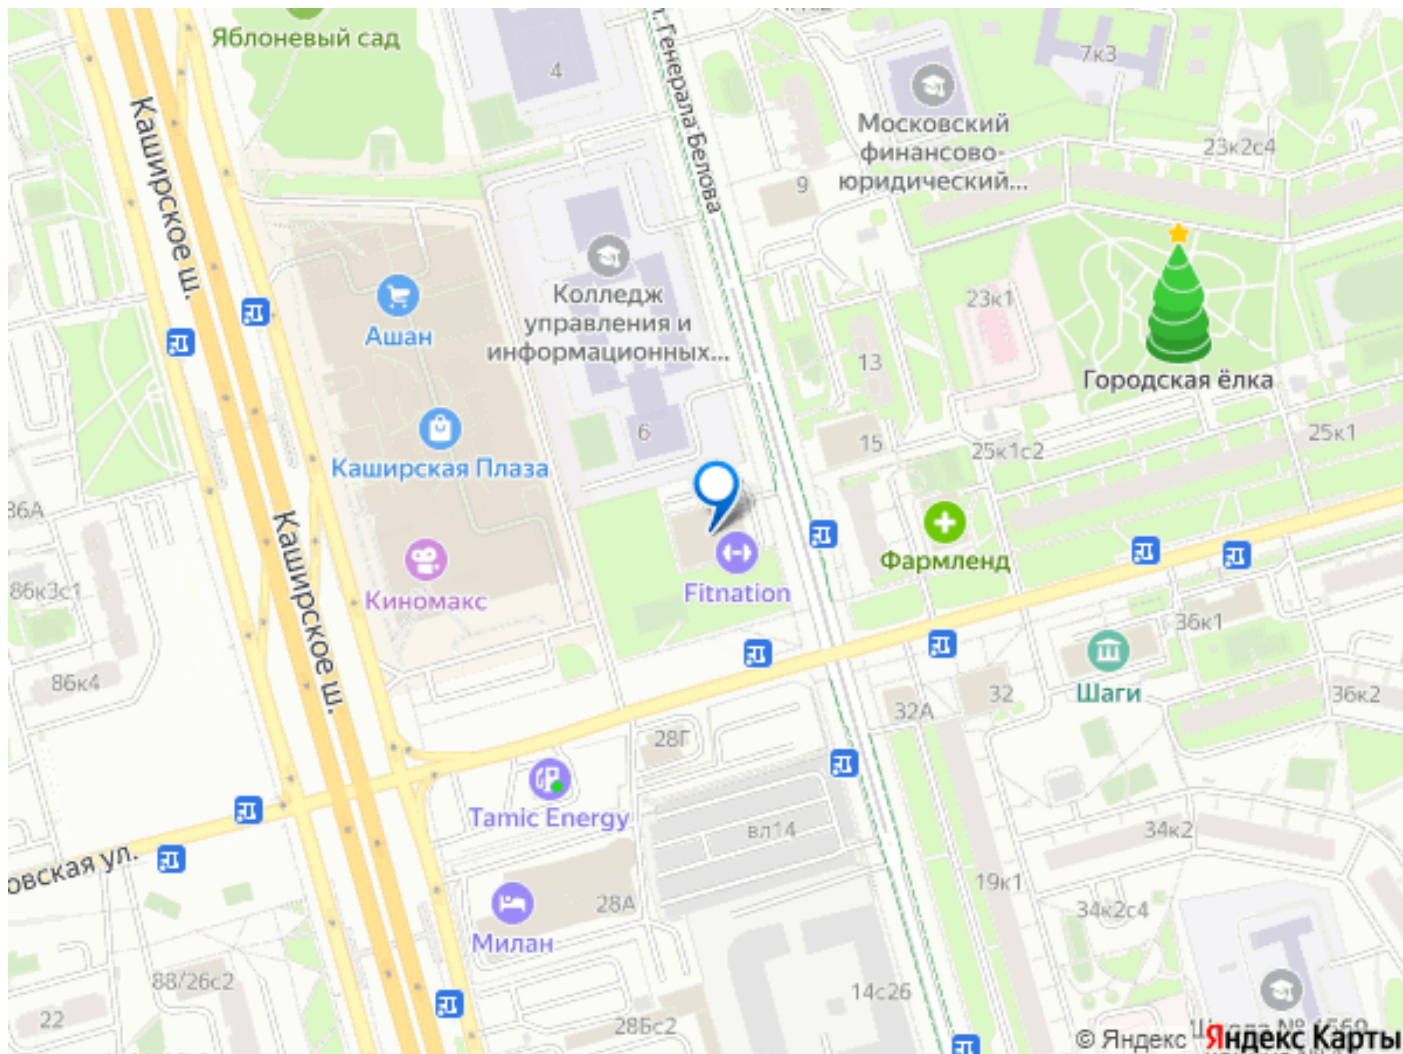 Яблоневый сад
4
ул. Генерала Белова
7к3
Московский
финансово-
юридический...
23к2с4
9
Каширское ш.
Колледж
управления и
информационных...
Ашан
23к1
Городская ёлка
13
15
6
25к1с2
25к1
Каширская Плаза
86А
Фармленд
86к3с1
Киномакс
Fitnation
Каширское ш.
36к1
86к4
Шаги
32
32А
36к2
28Г
Tamic Energy
вл14
34к2
овская ул.
19к1
28А
34к2с4
Милан
88/26с2
14с26
22
28Бс2
© Яндекс
Яндекс Карты